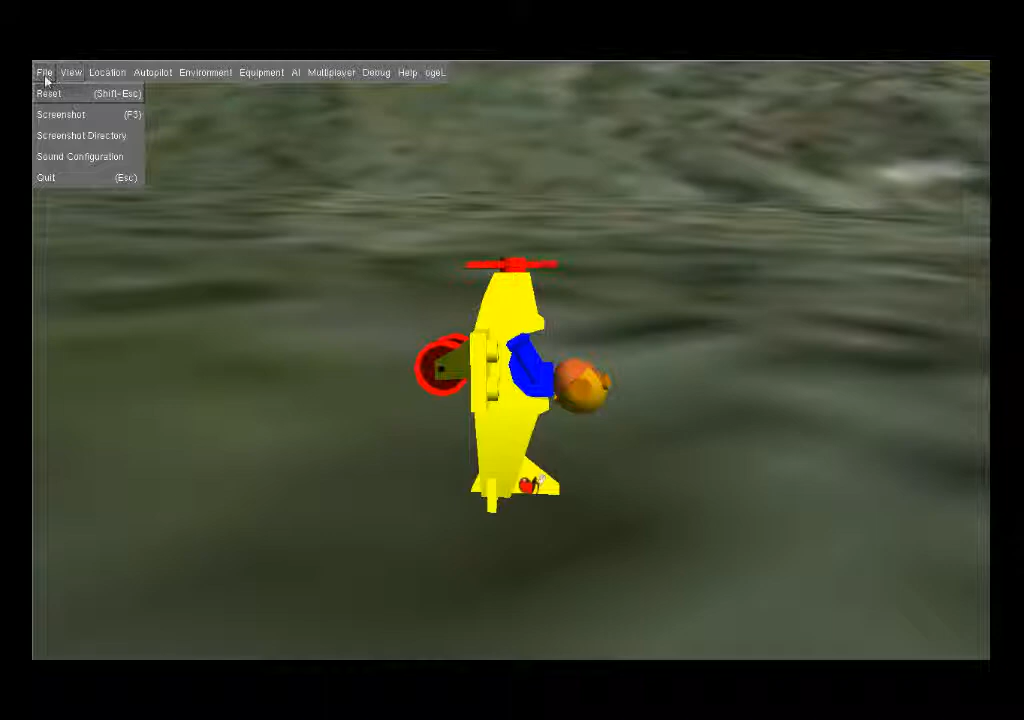 File View Location Autopilot Environment Equipment AI Multiplayer Debug Help ogeL
Reset (Shift-Esc)
Screenshot (F3)
Screenshot Directory
Sound Configuration
Quit (Esc)